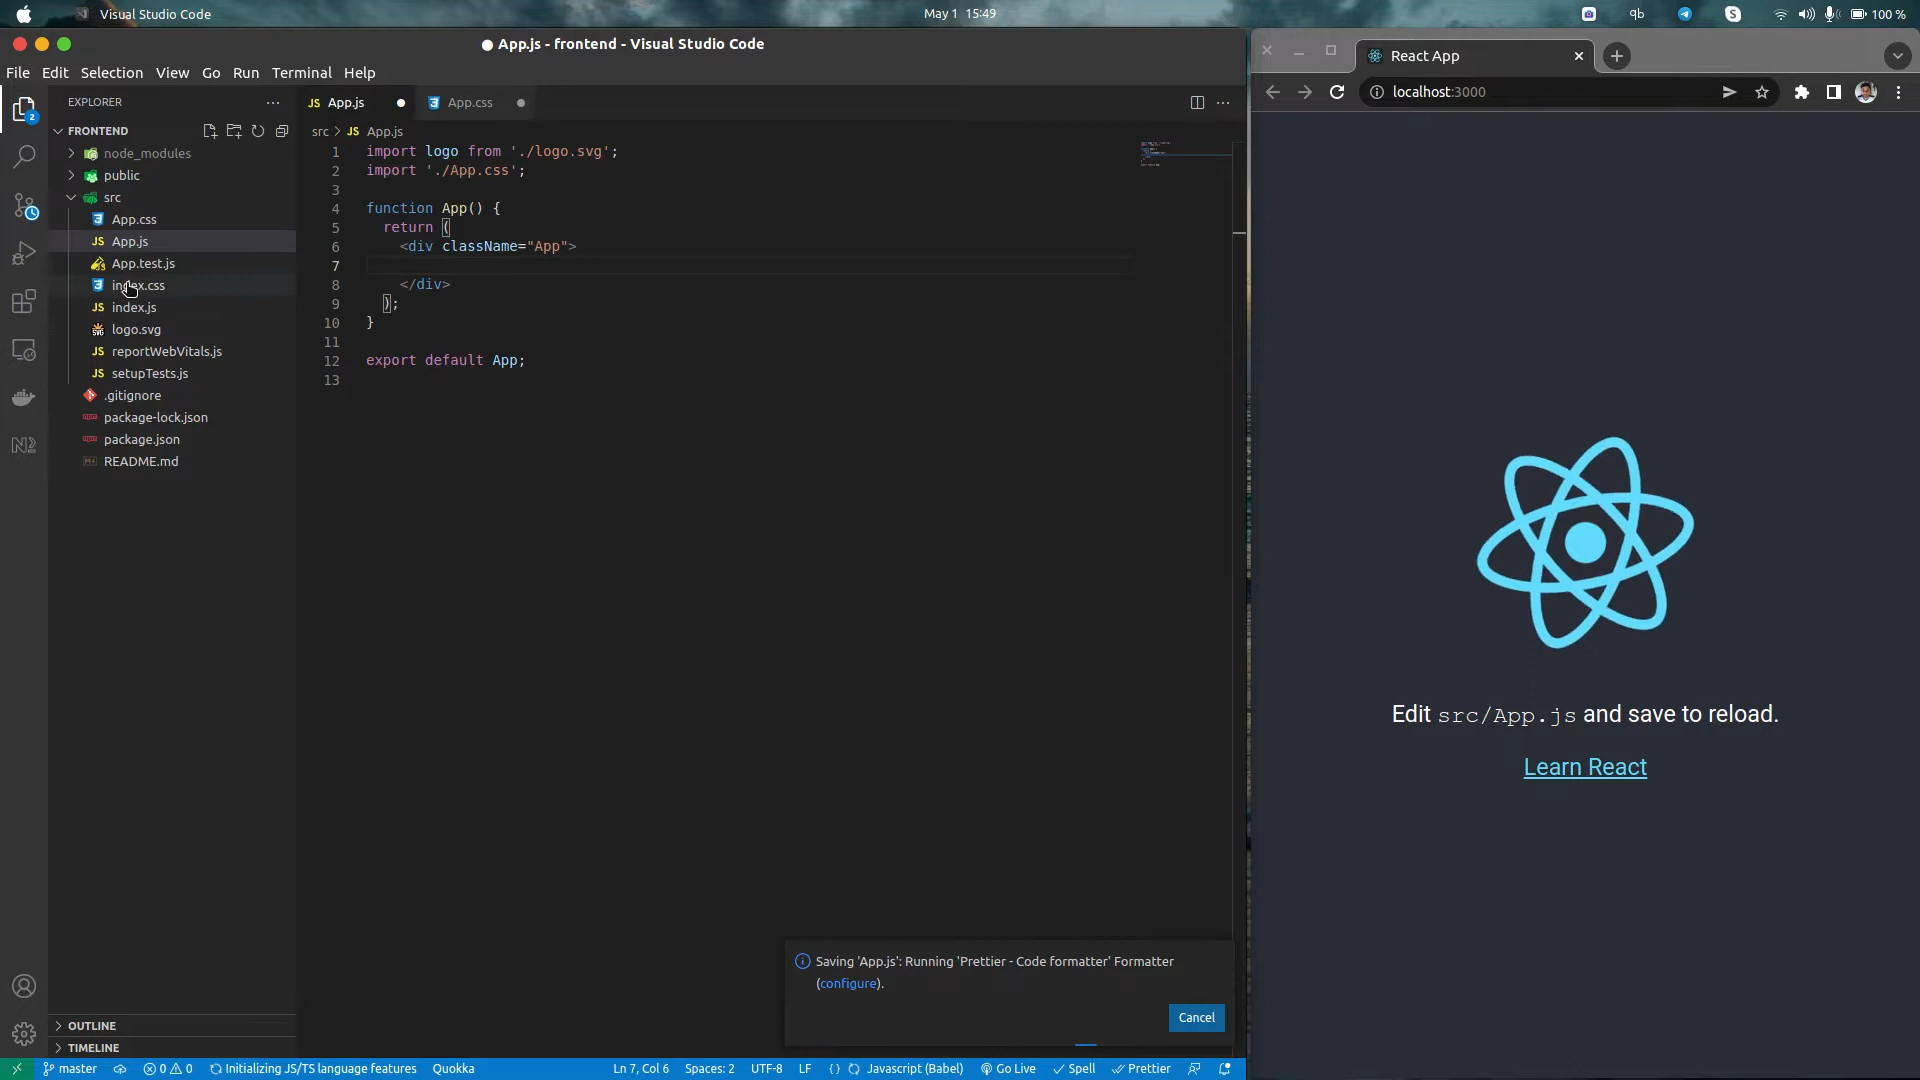 Visual Studio Code
May 1 15:49
qb
S
100 %
App.js - frontend - Visual Studio Code
File Edit Selection View Go Run Terminal Help
EXPLORER
FRONTEND
node_modules
public
src
App.css
App.js
App.test.js
index.css
index.js
logo.svg
reportWebVitals.js
setupTests.js
.gitignore
package-lock.json
package.json
README.md
OUTLINE
TIMELINE
2
JS App.js
App.css
src > JS App.js
1 import logo from './logo.svg';
2 import './App.css';
3
4 function App() {
5 return (
6 <div className="App">
7
8 </div>
9 );
10 }
11
12 export default App;
13
Saving 'App.js': Running 'Prettier - Code formatter' Formatter
(configure).
Cancel
master 0 0 Initializing JS/TS language features Quokka Ln 7, Col 6 Spaces: 2 UTF-8 LF { } Javascript (Babel) Go Live Spell Prettier
React App
localhost:3000
Edit src/App.js and save to reload.
Learn React